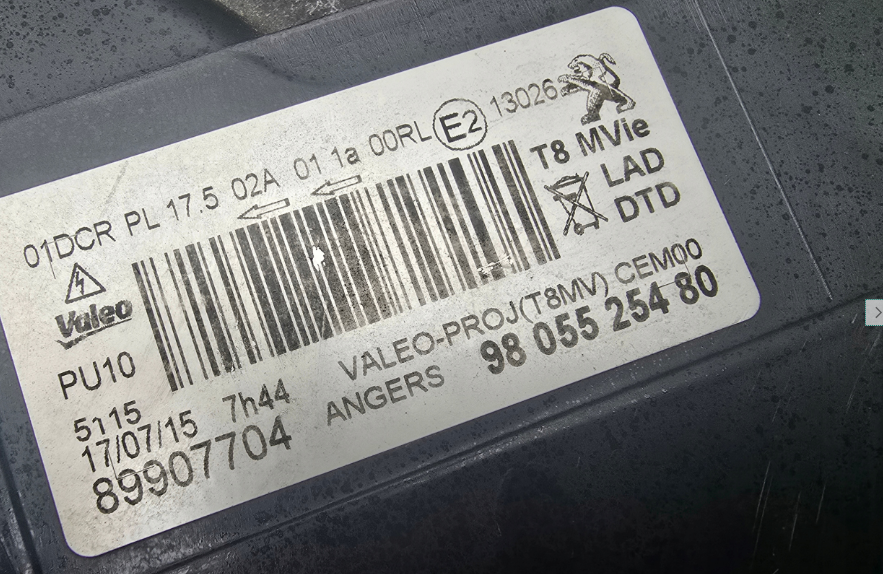 01DCR PL 17.5 02A 01 1a 00RL E2 13026
Valeo
T8 MVie
LAD
DTD
PU10
5115 7h44
17/07/15
89907704
VALEO-PROJ(T8MV) CEM00
ANGERS 98 055 254 80